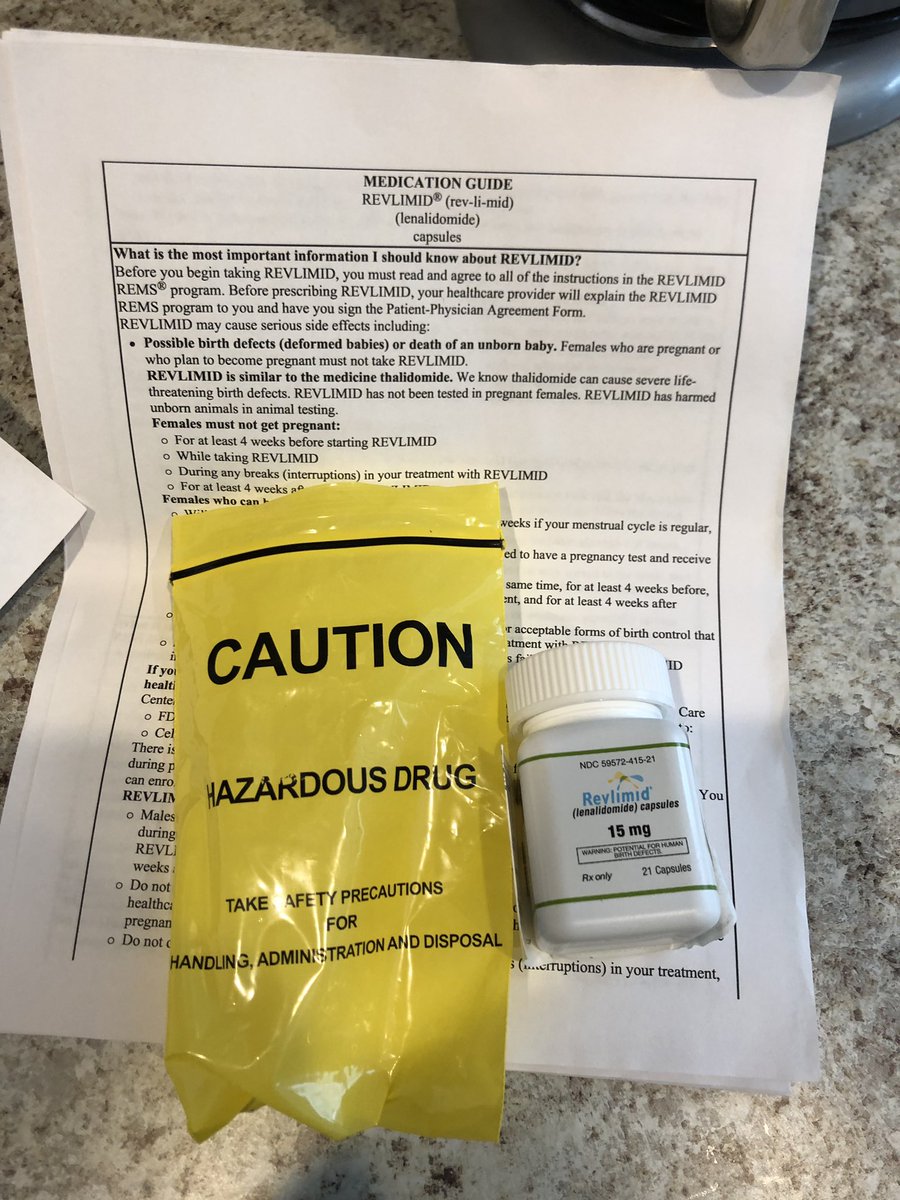 MEDICATION GUIDE
REVLIMID® (rev-li-mid)
(lenalidomide)
capsules
What is the most important information I should know about REVLIMID?
Before you begin taking REVLIMID, you must read and agree to all of the instructions in the REVLIMID
REMS® program. Before prescribing REVLIMID, your healthcare provider will explain the REVLIMID
REMS program to you and have you sign the Patient-Physician Agreement Form.
REVLIMID may cause serious side effects including:
• Possible birth defects (deformed babies) or death of an unborn baby. Females who are pregnant or
who plan to become pregnant must not take REVLIMID.
REVLIMID is similar to the medicine thalidomide. We know thalidomide can cause severe life-
threatening birth defects. REVLIMID has not been tested in pregnant females. REVLIMID has harmed
unborn animals in animal testing.
Females must not get pregnant:
o For at least 4 weeks before starting REVLIMID
o While taking REVLIMID
o During any breaks (interruptions) in your treatment with REVLIMID
o For at least 4 weeks
Females who can
weeks if your menstrual cycle is regular,
to have a pregnancy test and receive
same time, for at least 4 weeks before,
and for at least 4 weeks after
acceptable forms of birth control that
with
If
Care
o FD
o Cel
to:
There is
during p
can enro
REVLIM
You
o Males
during
REVLI
weeks
o Do not
healthca
pregnan
o Do not
(interruptions) in your treatment,
CAUTION
HAZARDOUS DRUG
TAKE SAFETY PRECAUTIONS
FOR
HANDLING, ADMINISTRATION AND DISPOSAL
NDC 59572-415-21
Revlimid®
(lenalidomide) capsules
15 mg
WARNING: POTENTIAL FOR HUMAN
BIRTH DEFECTS.
Rx only 21 Capsules